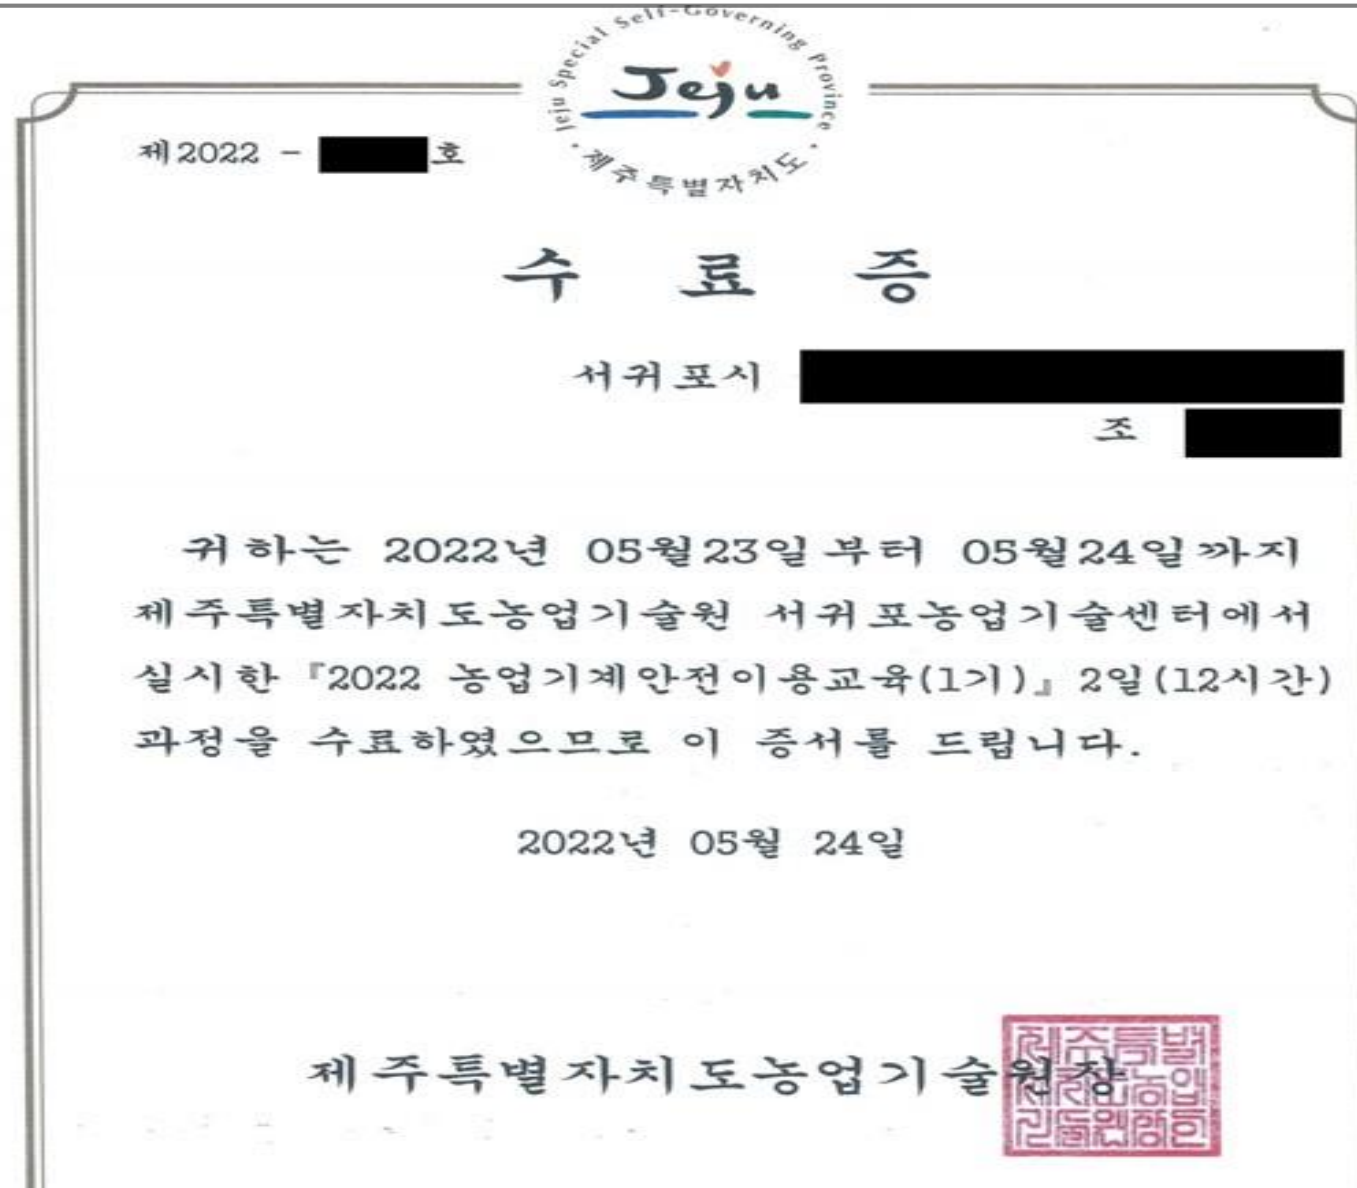 Jeju Special Self-Governing Province
Jeju
제주특별자치도
제2022 - 호
수 료 증
서귀포시
조
귀하는 2022년 05월23일부터 05월24일까지
제주특별자치도농업기술원 서귀포농업기술센터에서
실시한 『2022 농업기계안전이용교육(1기)』 2일(12시간)
과정을 수료하였으므로 이 증서를 드립니다.
2022년 05월 24일
제주특별자치도농업기술원장